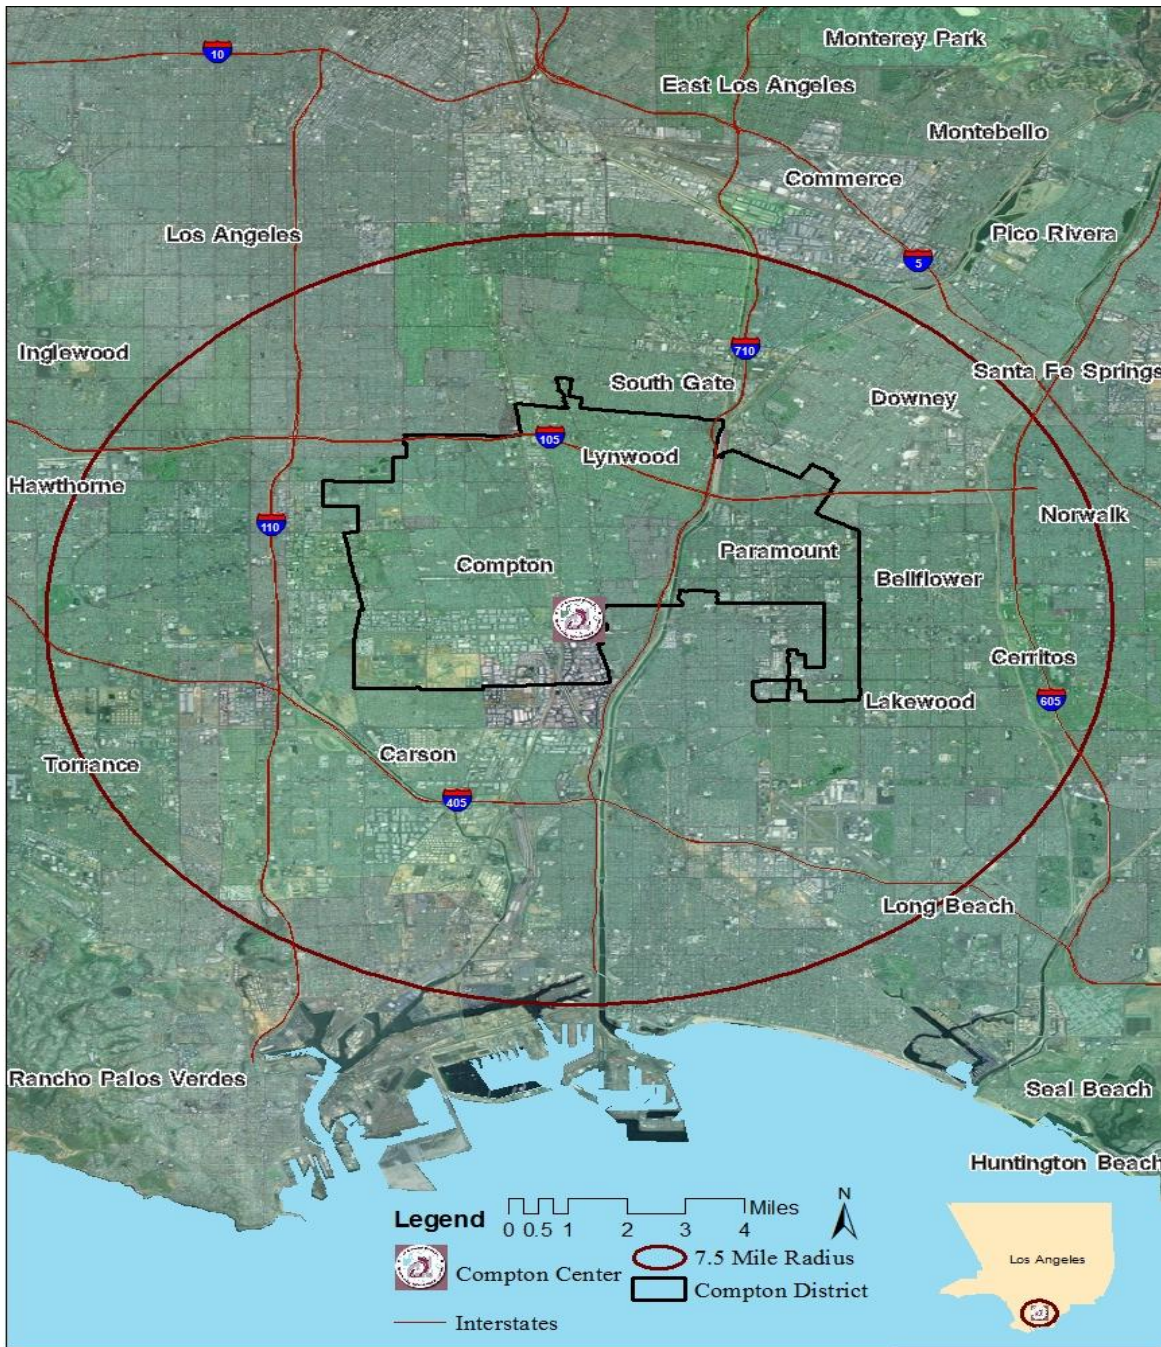 Monterey Park
10
East Los Angeles
Montebello
Commerce
Los Angeles
Pico Rivera
5
Inglewood
710
Santa Fe Springs
South Gate
Downey
105
Lynwood
Hawthorne
Norwalk
110
Paramount
Compton
Bellflower
Cerritos
Lakewood
605
Carson
Torrance
405
Long Beach
Rancho Palos Verdes
Seal Beach
Huntington Beach
N
Miles
Legend
0 0.5 1 2 3 4
7.5 Mile Radius
Los Angeles
Compton Center
Compton District
Interstates